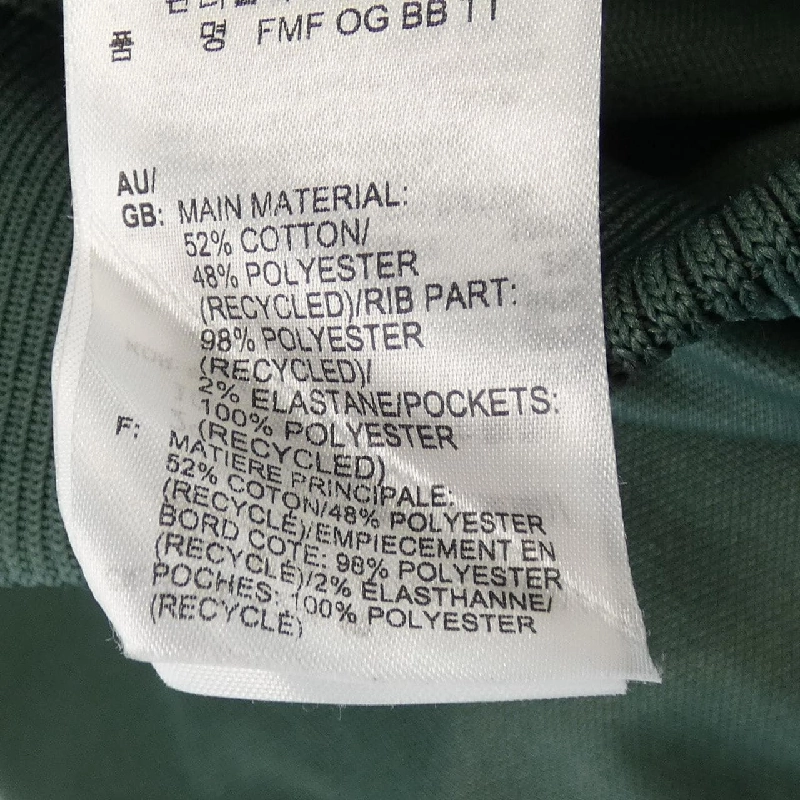 품 명 FMF OG BB TT
AU/
GB: MAIN MATERIAL:
52% COTTON/
48% POLYESTER
(RECYCLED)/RIB PART:
98% POLYESTER
(RECYCLED)/
2% ELASTANE/POCKETS:
100% POLYESTER
(RECYCLED)
F: MATIERE PRINCIPALE:
52% COTON/48% POLYESTER
(RECYCLÉ)/EMPIECEMENT EN
BORD COTE: 98% POLYESTER
(RECYCLÉ)/2% ÉLASTHANNE/
POCHES: 100% POLYESTER
(RECYCLÉ)